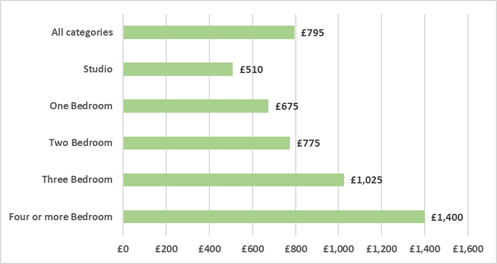 All categories £795
Studio £510
One Bedroom £675
Two Bedroom £775
Three Bedroom £1,025
Four or more Bedroom £1,400
£0 £200 £400 £600 £800 £1,000 £1,200 £1,400 £1,600